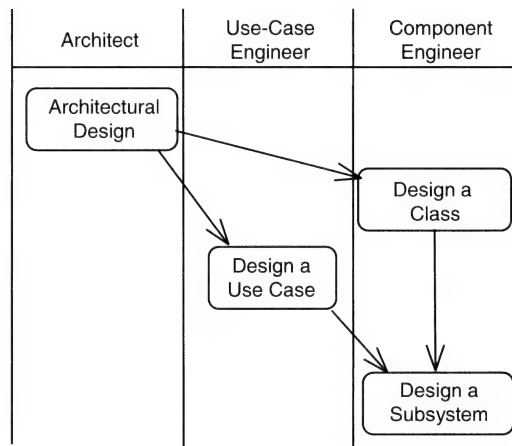 Architect
Use-Case
Engineer
Component
Engineer
Architectural
Design
Design a
Class
Design a
Use Case
Design a
Subsystem